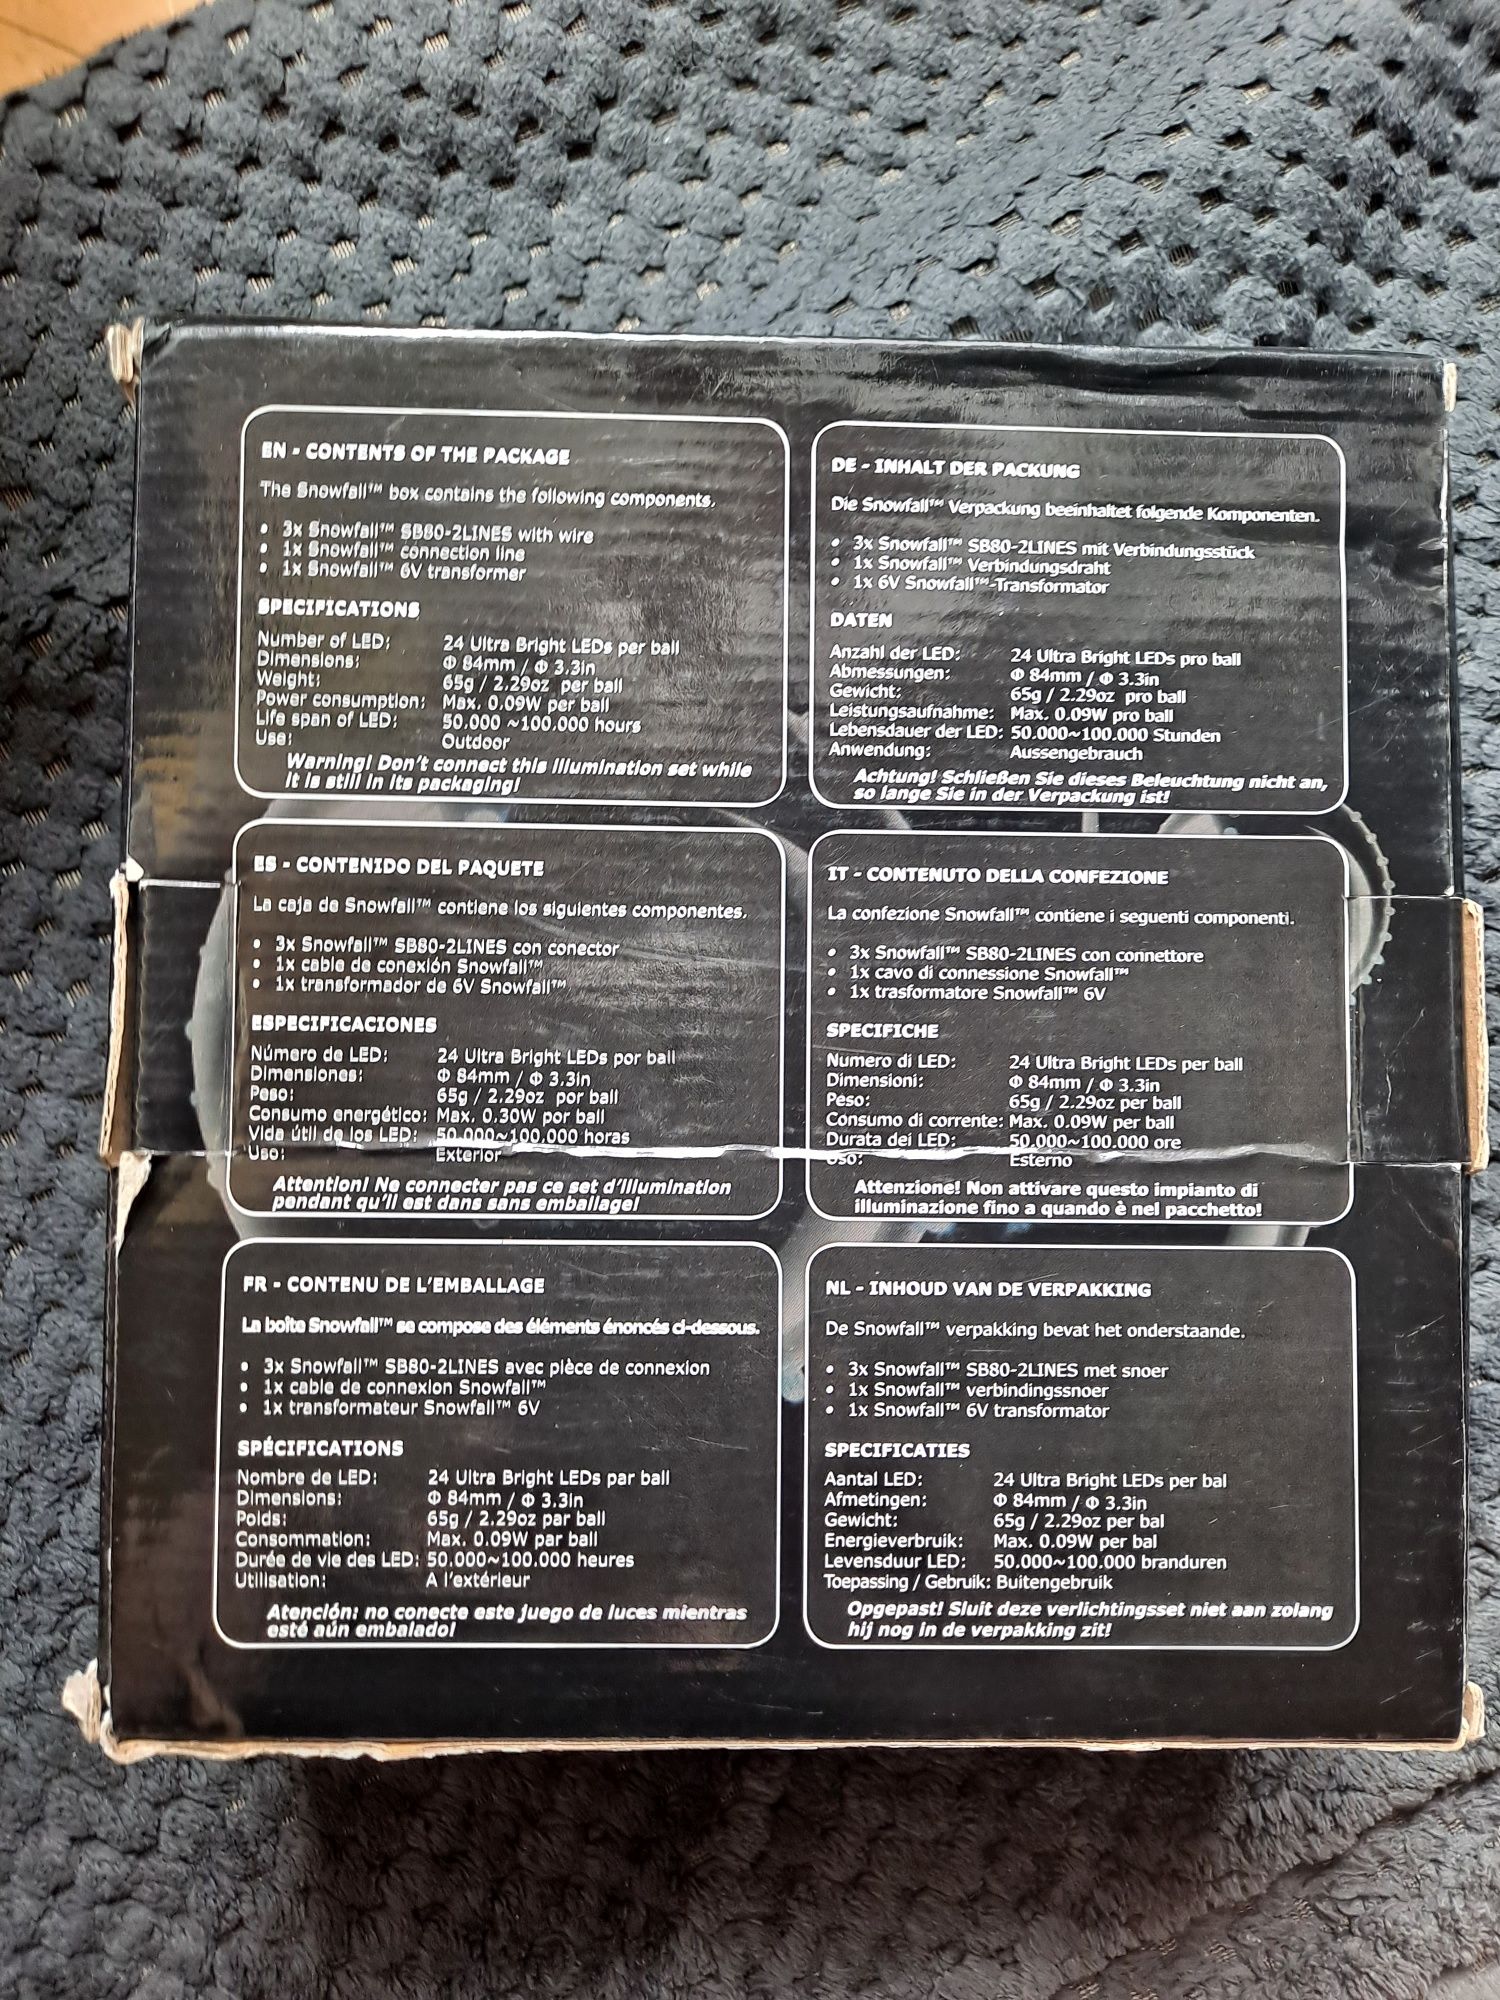 EN - CONTENTS OF THE PACKAGE
The Snowfall™ box contains the following components.
• 3x Snowfall™ SB80-2LINES with wire
• 1x Snowfall™ connection line
• 1x Snowfall™ 6V transformer
SPECIFICATIONS
Number of LED: 24 Ultra Bright LEDs per ball
Dimensions: Φ 84mm / Φ 3.3in
Weight: 65g / 2.29oz per ball
Power consumption: Max. 0.09W per ball
Life span of LED: 50.000 ~100.000 hours
Use: Outdoor
Warning! Don't connect this illumination set while
it is still in its packaging!
DE - INHALT DER PACKUNG
Die Snowfall™ Verpackung beeinhaltet folgende Komponenten.
• 3x Snowfall™ SB80-2LINES mit Verbindungsstück
• 1x Snowfall™ Verbindungsdraht
• 1x 6V Snowfall™-Transformator
DATEN
Anzahl der LED: 24 Ultra Bright LEDs pro ball
Abmessungen: Φ 84mm / Φ 3.3in
Gewicht: 65g / 2.29oz pro ball
Leistungsaufnahme: Max. 0.09W pro ball
Lebensdauer der LED: 50.000~100.000 Stunden
Anwendung: Aussengebrauch
Achtung! Schließen Sie dieses Beleuchtung nicht an,
so lange Sie in der Verpackung ist!
ES - CONTENIDO DEL PAQUETE
La caja de Snowfall™ contiene los siguientes componentes.
• 3x Snowfall™ SB80-2LINES con conector
• 1x cable de conexión Snowfall™
• 1x transformador de 6V Snowfall™
ESPECIFICACIONES
Número de LED: 24 Ultra Bright LEDs por ball
Dimensiones: Φ 84mm / Φ 3.3in
Peso: 65g / 2.29oz por ball
Consumo energético: Max. 0.30W por ball
Vida útil de los LED: 50.000~100.000 horas
Uso: Exterior
Attention! Ne connecter pas ce set d'illumination
pendant qu'il est dans sans emballage!
IT - CONTENUTO DELLA CONFEZIONE
La confezione Snowfall™ contiene i seguenti componenti.
• 3x Snowfall™ SB80-2LINES con connettore
• 1x cavo di connessione Snowfall™
• 1x trasformatore Snowfall™ 6V
SPECIFICHE
Numero di LED: 24 Ultra Bright LEDs per ball
Dimensioni: Φ 84mm / Φ 3.3in
Peso: 65g / 2.29oz per ball
Consumo di corrente: Max. 0.09W per ball
Durata dei LED: 50.000~100.000 ore
Uso: Esterno
Attenzione! Non attivare questo impianto di
illuminazione fino a quando è nel pacchetto!
FR - CONTENU DE L'EMBALLAGE
La boîte Snowfall™ se compose des éléments énoncés ci-dessous.
• 3x Snowfall™ SB80-2LINES avec pièce de connexion
• 1x cable de connexion Snowfall™
• 1x transformateur Snowfall™ 6V
SPÉCIFICATIONS
Nombre de LED: 24 Ultra Bright LEDs par ball
Dimensions: Φ 84mm / Φ 3.3in
Poids: 65g / 2.29oz par ball
Consommation: Max. 0.09W par ball
Durée de vie des LED: 50.000~100.000 heures
Utilisation: A l'extérieur
Atención: no conecte este juego de luces mientras
esté aún embalado!
NL - INHOUD VAN DE VERPAKKING
De Snowfall™ verpakking bevat het onderstaande.
• 3x Snowfall™ SB80-2LINES met snoer
• 1x Snowfall™ verbindingssnoer
• 1x Snowfall™ 6V transformator
SPECIFICATIES
Aantal LED: 24 Ultra Bright LEDs per bal
Afmetingen: Φ 84mm / Φ 3.3in
Gewicht: 65g / 2.29oz per bal
Energieverbruik: Max. 0.09W per bal
Levensduur LED: 50.000~100.000 branduren
Toepassing / Gebruik: Buitengebruik
Opgepast! Sluit deze verlichtingsset niet aan zolang
hij nog in de verpakking zit!